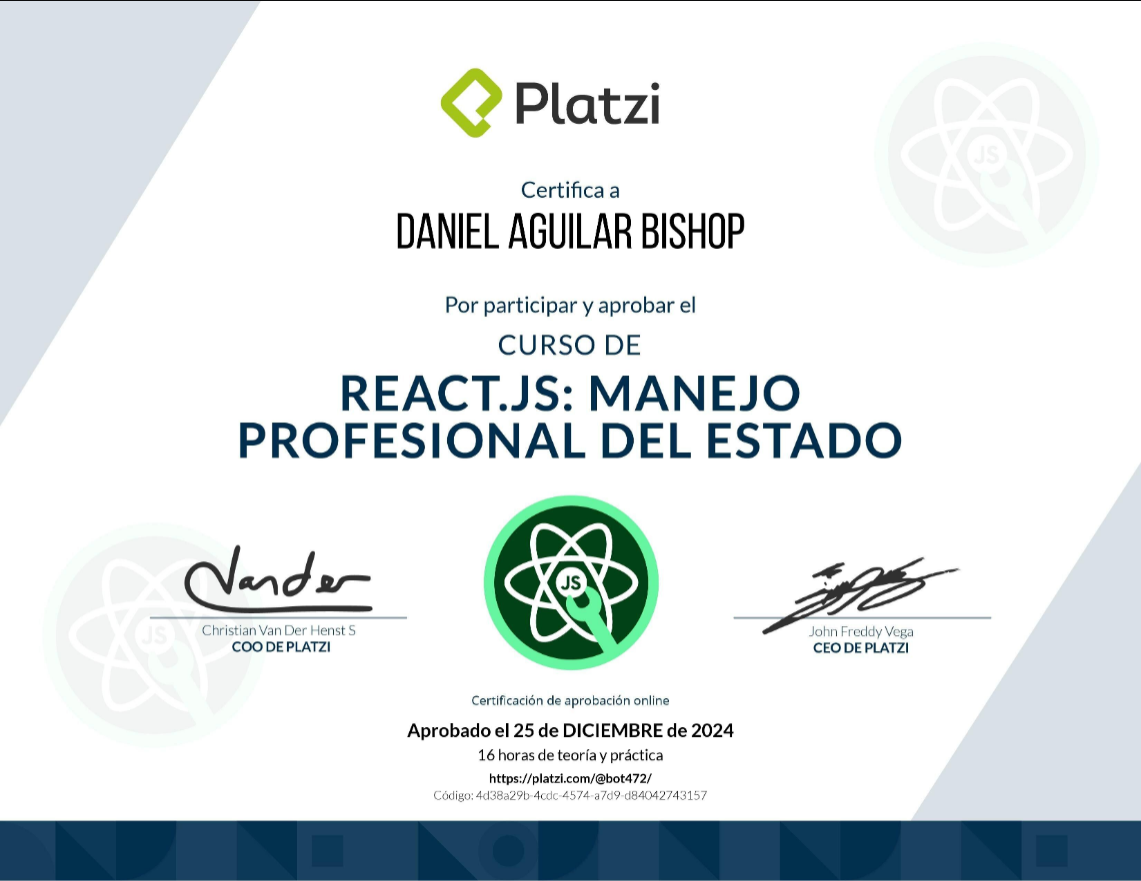 Platzi
Certifica a
DANIEL AGUILAR BISHOP
Por participar y aprobar el
CURSO DE
REACT.JS: MANEJO
PROFESIONAL DEL ESTADO
JS
JS
JS
Vander
Christian Van Der Henst S
COO DE PLATZI
John Freddy Vega
CEO DE PLATZI
Certificación de aprobación online
Aprobado el 25 de DICIEMBRE de 2024
16 horas de teoría y práctica
https://platzi.com/@bot472/
Código: 4d38a29b-4cdc-4574-a7d9-d84042743157